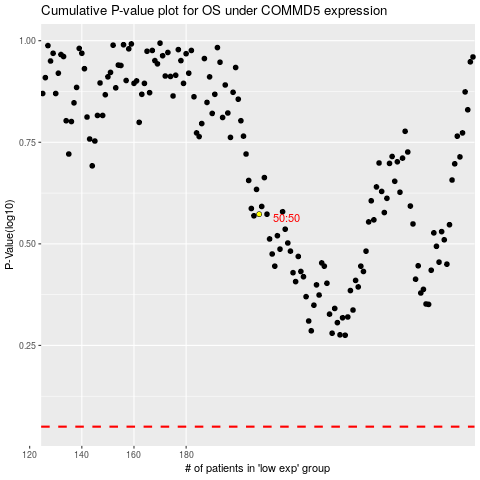 Cumulative P-value plot for OS under COMMD5 expression
P-Value(log10)
1.00
0.75
0.50
0.25
50:50
120 140 160 180
# of patients in 'low exp' group